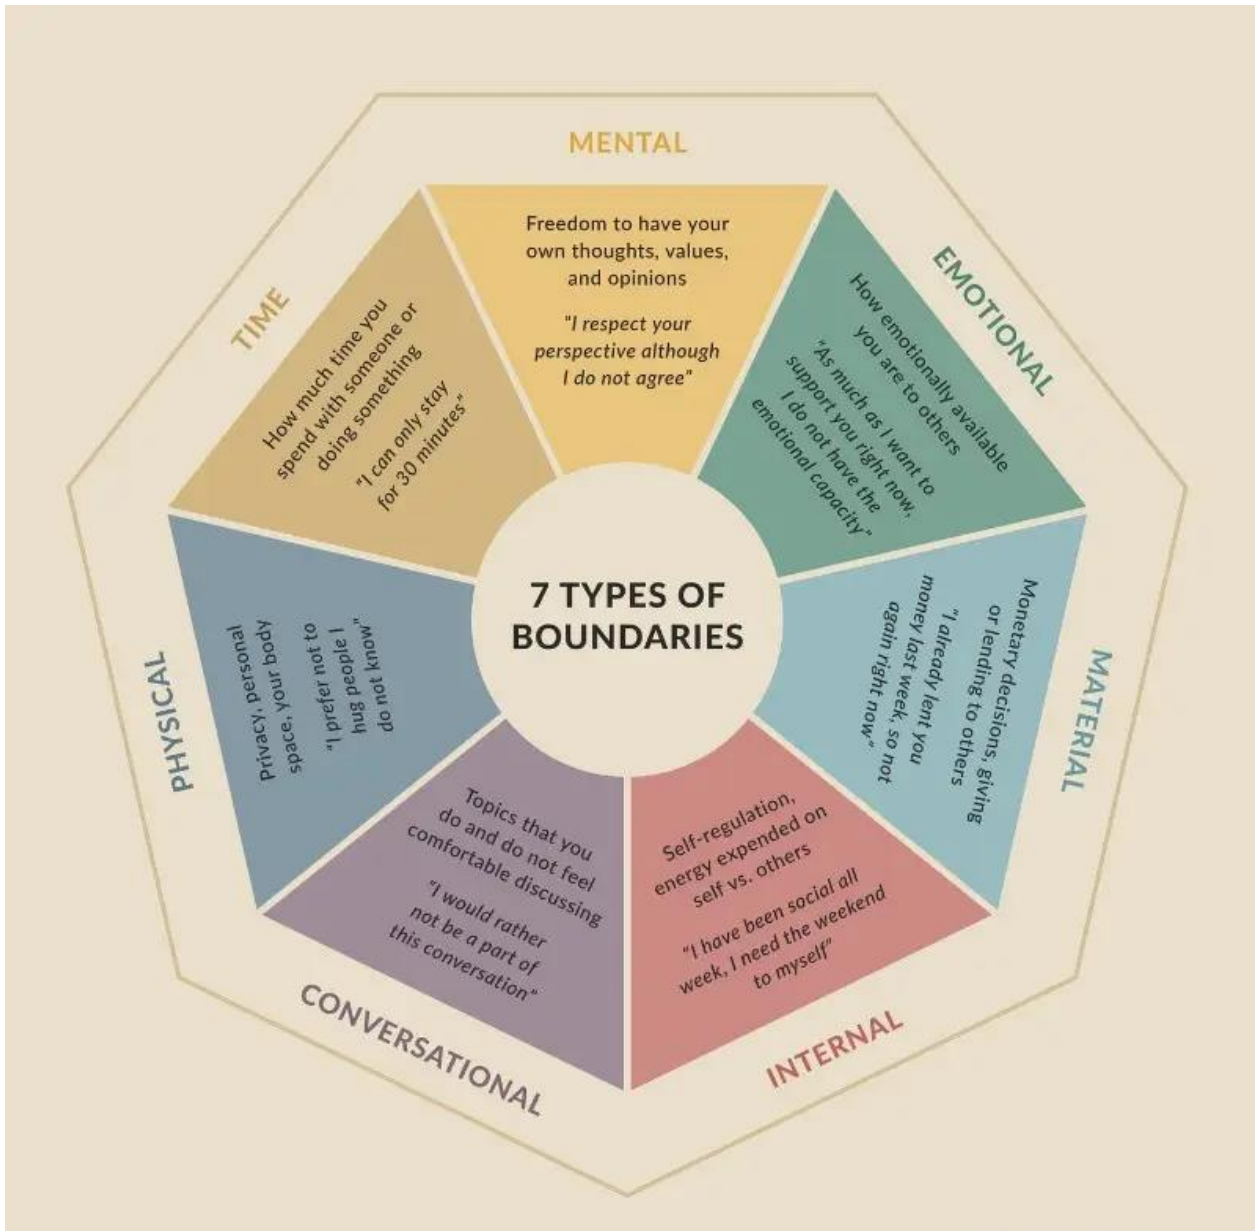 MENTAL
Freedom to have your
own thoughts, values,
and opinions
"I respect your
perspective although
I do not agree"
EMOTIONAL
How emotionally available
you are to others
"As much as I want to
support you right now,
I do not have the
emotional capacity"
MATERIAL
Monetary decisions, giving
or lending to others
"I already lent you
money last week, so not
again right now."
INTERNAL
Self-regulation,
energy expended on
self vs. others
"I have been social all
week, I need the weekend
to myself"
CONVERSATIONAL
Topics that you
do and do not feel
comfortable discussing
"I would rather
not be a part of
this conversation"
PHYSICAL
Privacy, personal
space, your body
"I prefer not to
hug people I
do not know"
TIME
How much time you
spend with someone or
doing something
"I can only stay
for 30 minutes"
7 TYPES OF
BOUNDARIES